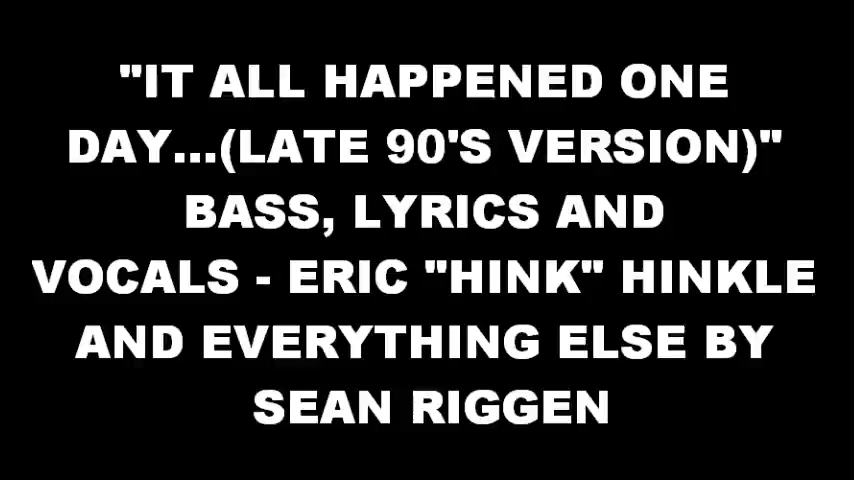 "IT ALL HAPPENED ONE
DAY...(LATE 90'S VERSION)"
BASS, LYRICS AND
VOCALS - ERIC "HINK" HINKLE
AND EVERYTHING ELSE BY
SEAN RIGGEN